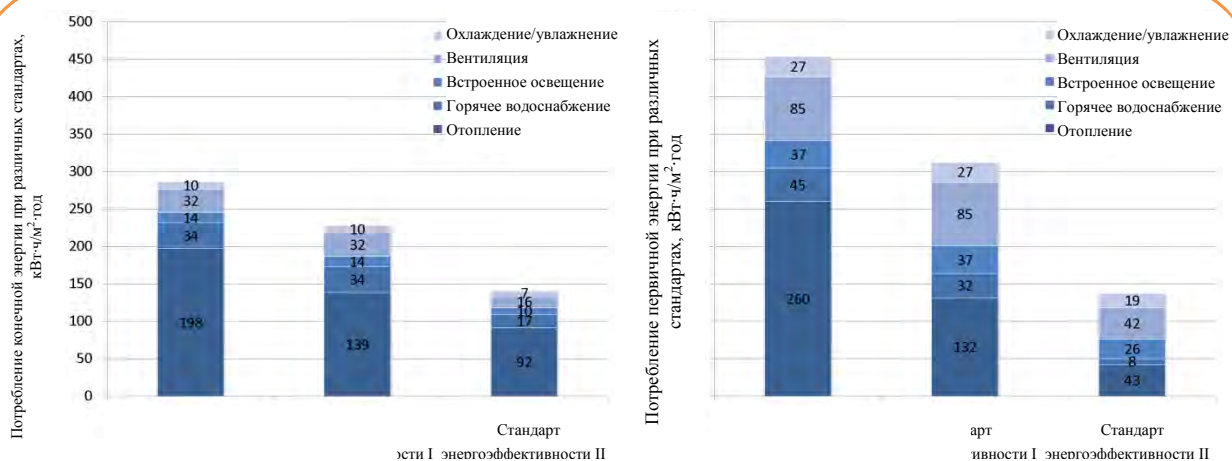 Потребление конечной энергии при различных стандартах,
кВт·ч/м²·год
500
450
400
350
300
250
200
150
100
50
0
Охлаждение/увлажнение
Вентиляция
Встроенное освещение
Горячее водоснабжение
Отопление
10
32
14
34
198
10
32
14
34
139
7
16
10
17
92
Стандарт
ости I энергоэффективности II
Потребление первичной энергии при различных
стандартах, кВт·ч/м²·год
Охлаждение/увлажнение
Вентиляция
Встроенное освещение
Горячее водоснабжение
Отопление
27
85
37
45
260
27
85
37
32
132
19
42
26
8
43
арт Стандарт
ивности I энергоэффективности II